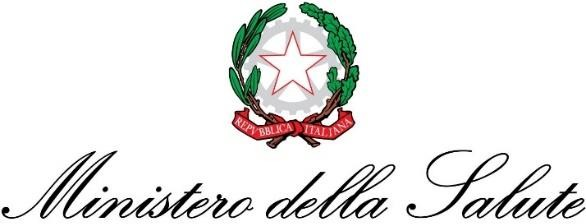 REPVBBLICA ITALIANA
Ministero della Salute